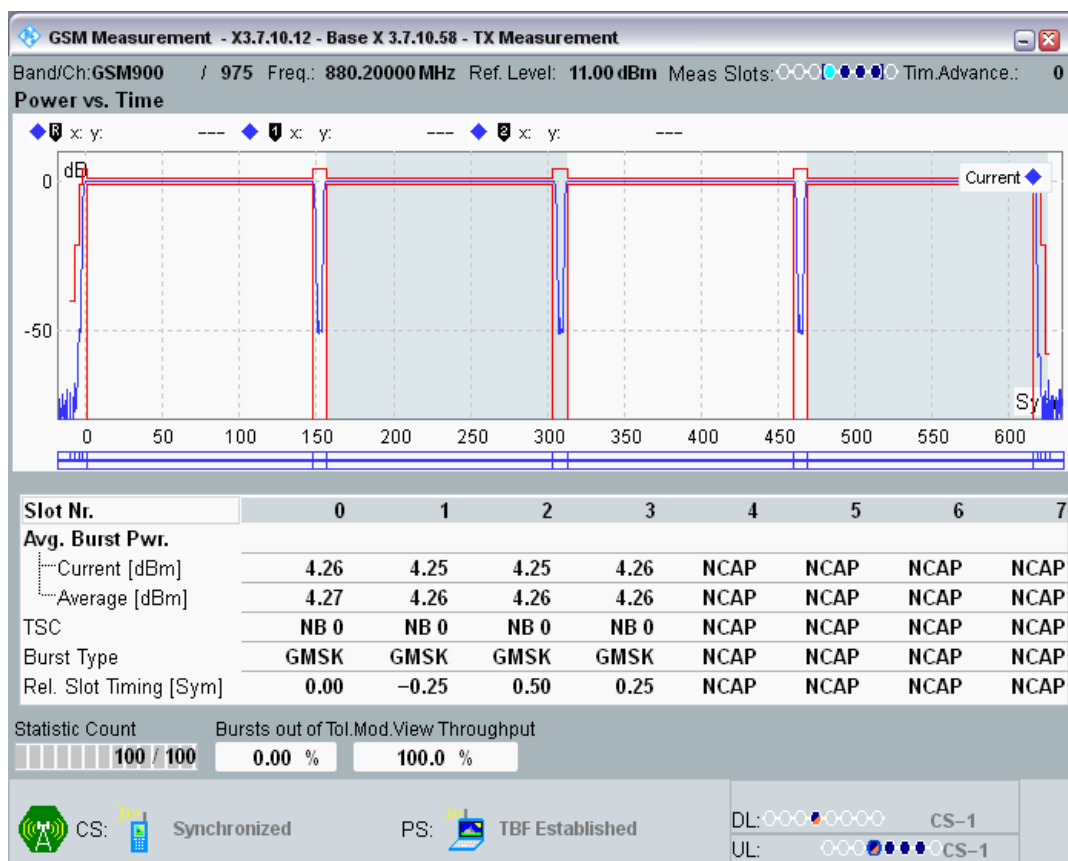 GSM Measurement - X3.7.10.12 - Base X 3.7.10.58 - TX Measurement
Band/Ch:GSM900 / 975 Freq.: 880.20000 MHz Ref. Level: 11.00 dBm Meas Slots: Tim.Advance.: 0
Power vs. Time
R x: y: --- 1 x: y: --- 2 x: y: ---
dB
0
Current
-50
Sy
0 50 100 150 200 250 300 350 400 450 500 550 600
Slot Nr. 0 1 2 3 4 5 6 7
Avg. Burst Pwr.
Current [dBm] 4.26 4.25 4.25 4.26 NCAP NCAP NCAP NCAP
Average [dBm] 4.27 4.26 4.26 4.26 NCAP NCAP NCAP NCAP
TSC NB 0 NB 0 NB 0 NB 0 NCAP NCAP NCAP NCAP
Burst Type GMSK GMSK GMSK GMSK NCAP NCAP NCAP NCAP
Rel. Slot Timing [Sym] 0.00 −0.25 0.50 0.25 NCAP NCAP NCAP NCAP
Statistic Count Bursts out of Tol.Mod.View Throughput
100 / 100 0.00 % 100.0 %
CS: Synchronized PS: TBF Established
DL: CS−1
UL: CS−1